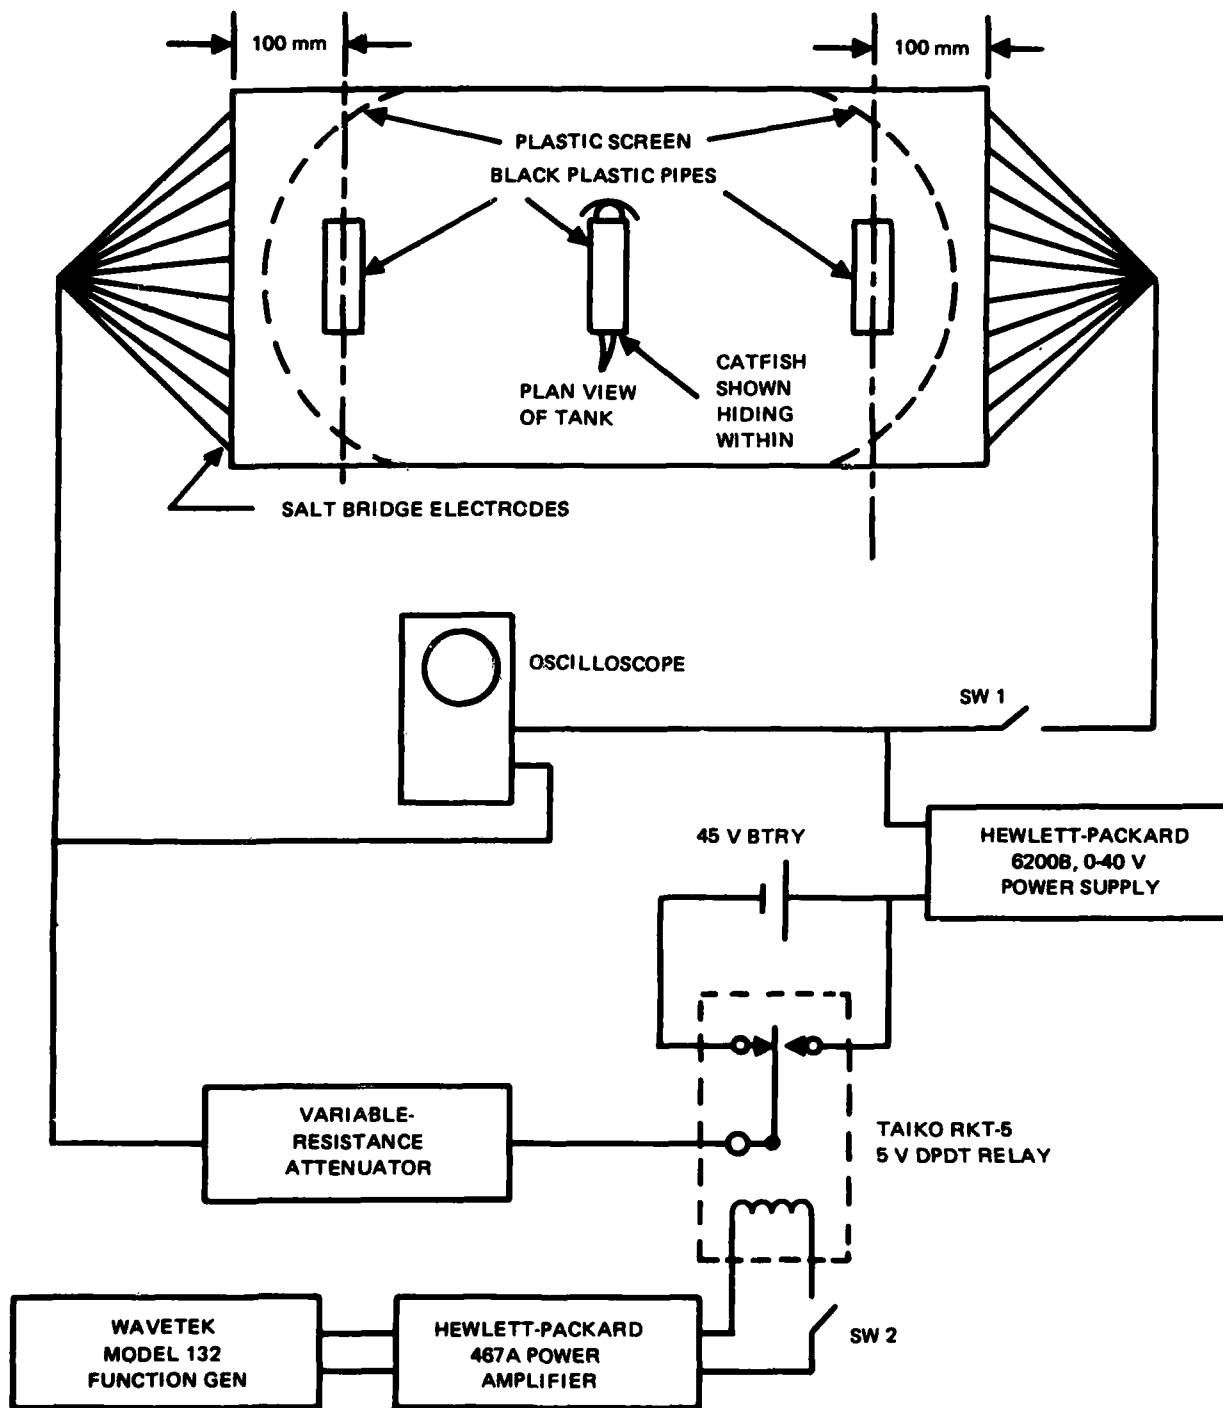 100 mm
100 mm
PLASTIC SCREEN
BLACK PLASTIC PIPES
PLAN VIEW
OF TANK
CATFISH
SHOWN
HIDING
WITHIN
SALT BRIDGE ELECTRODES
OSCILLOSCOPE
SW 1
45 V BTRY
HEWLETT-PACKARD
6200B, 0-40 V
POWER SUPPLY
VARIABLE-
RESISTANCE
ATTENUATOR
TAIKO RKT-5
5 V DPDT RELAY
WAVETEK
MODEL 132
FUNCTION GEN
HEWLETT-PACKARD
467A POWER
AMPLIFIER
SW 2